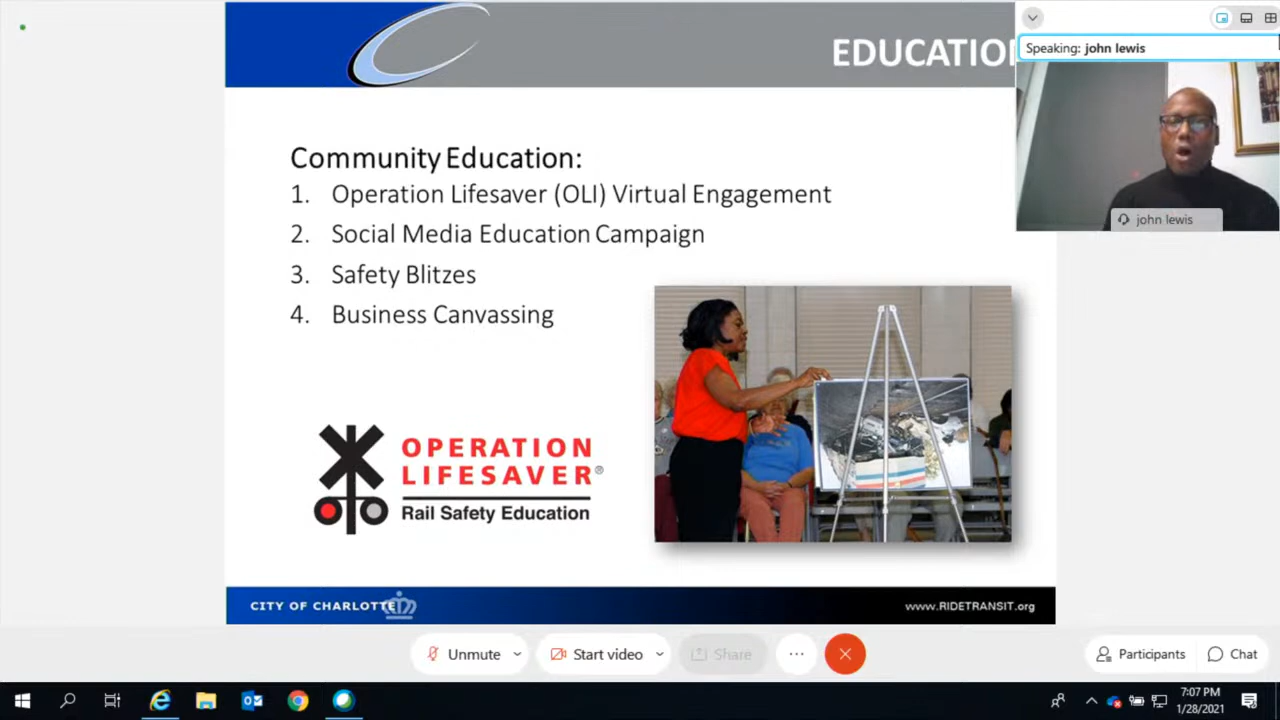 EDUCATIO
Speaking: john lewis
john lewis
Community Education:
1. Operation Lifesaver (OLI) Virtual Engagement
2. Social Media Education Campaign
3. Safety Blitzes
4. Business Canvassing
OPERATION
LIFESAVER®
Rail Safety Education
CITY OF CHARLOTTE
www.RIDETRANSIT.org
Unmute
Start video
Share
Participants
Chat
7:07 PM
1/28/2021